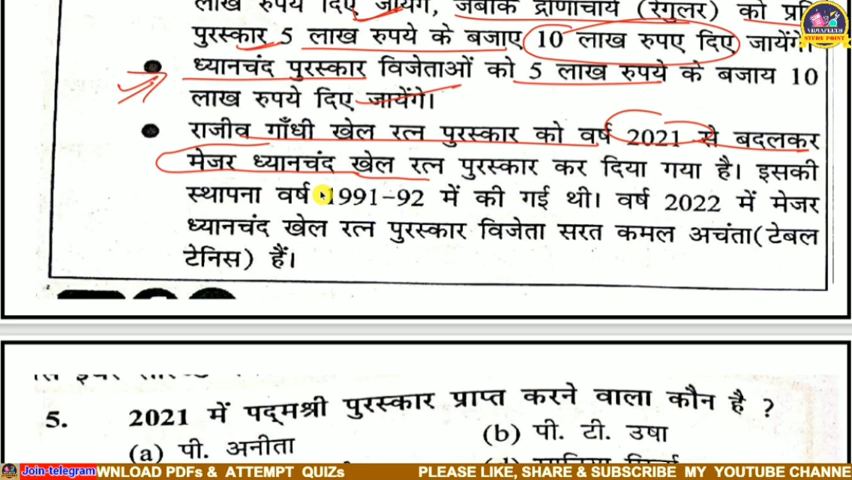 लाख रुपये दिए जायेंगे, जबकि द्रोणाचार्य (रेगुलर) को प्रति
पुरस्कार 5 लाख रुपये के बजाए 10 लाख रुपए दिए जायेंगे।
● ध्यानचंद पुरस्कार विजेताओं को 5 लाख रुपये के बजाय 10
लाख रुपये दिए जायेंगे।
● राजीव गाँधी खेल रत्न पुरस्कार को वर्ष 2021 से बदलकर
मेजर ध्यानचंद खेल रत्न पुरस्कार कर दिया गया है। इसकी
स्थापना वर्ष 1991-92 में की गई थी। वर्ष 2022 में मेजर
ध्यानचंद खेल रत्न पुरस्कार विजेता सरत कमल अचंता(टेबल
टेनिस) हैं।
5. 2021 में पद्मश्री पुरस्कार प्राप्त करने वाला कौन है ?
(a) पी. अनीता (b) पी. टी. उषा
STUDY POINT
Join-telegram WNLOAD PDFs & ATTEMPT QUIZs PLEASE LIKE, SHARE & SUBSCRIBE MY YOUTUBE CHANNE